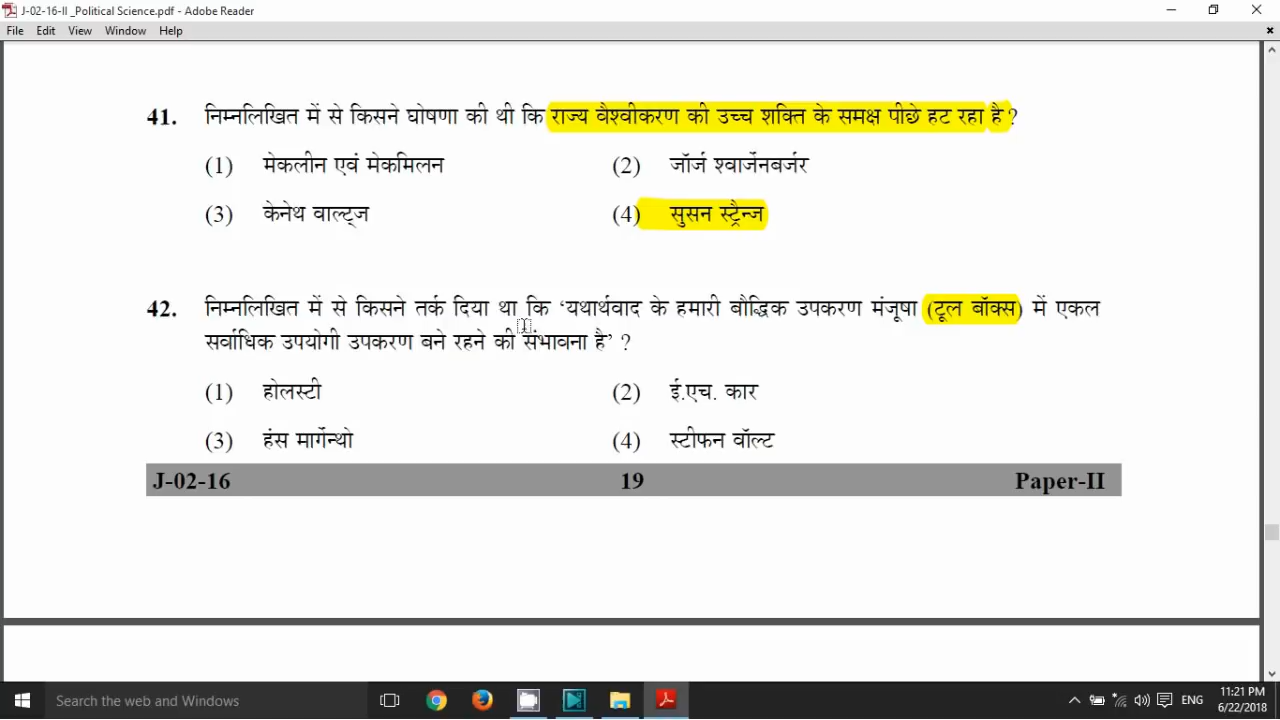 J-02-16-II _Political Science.pdf - Adobe Reader
File Edit View Window Help
41. निम्नलिखित में से किसने घोषणा की थी कि राज्य वैश्वीकरण की उच्च शक्ति के समक्ष पीछे हट रहा है ?
(1) मेकलीन एवं मेकमिलन (2) जॉर्ज श्वार्जेनबर्जर
(3) केनेथ वाल्ट्ज (4) सुसन स्ट्रैन्ज
42. निम्नलिखित में से किसने तर्क दिया था कि ‘यथार्थवाद के हमारी बौद्धिक उपकरण मंजूषा (टूल बॉक्स) में एकल
सर्वाधिक उपयोगी उपकरण बने रहने की संभावना है’ ?
(1) होलस्टी (2) ई.एच. कार
(3) हंस मार्गेन्थो (4) स्टीफन वॉल्ट
J-02-16 19 Paper-II
Search the web and Windows
ENG
11:21 PM
6/22/2018